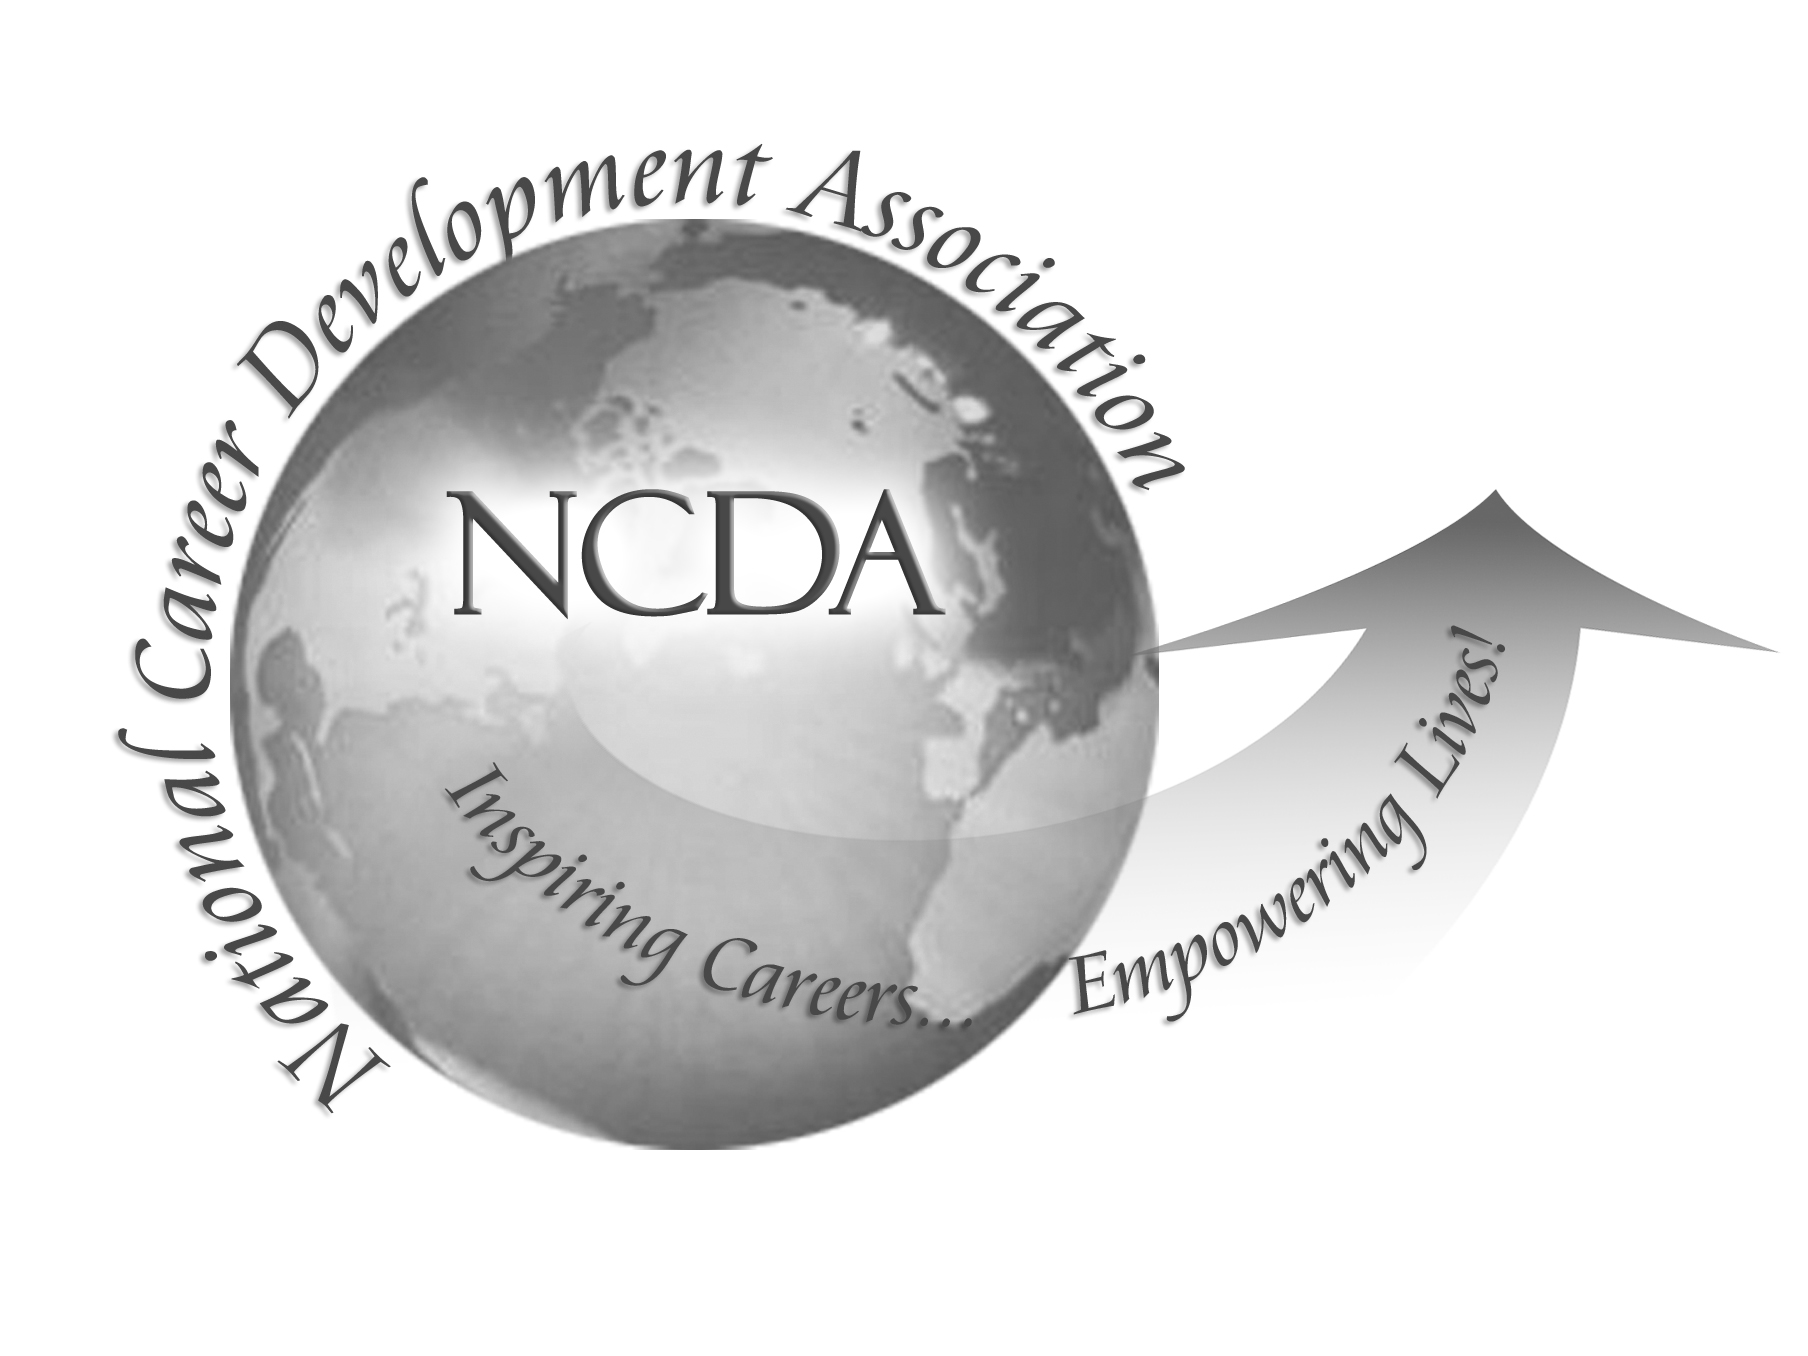 National Career Development Association
NCDA
Inspiring Careers...
Empowering Lives!